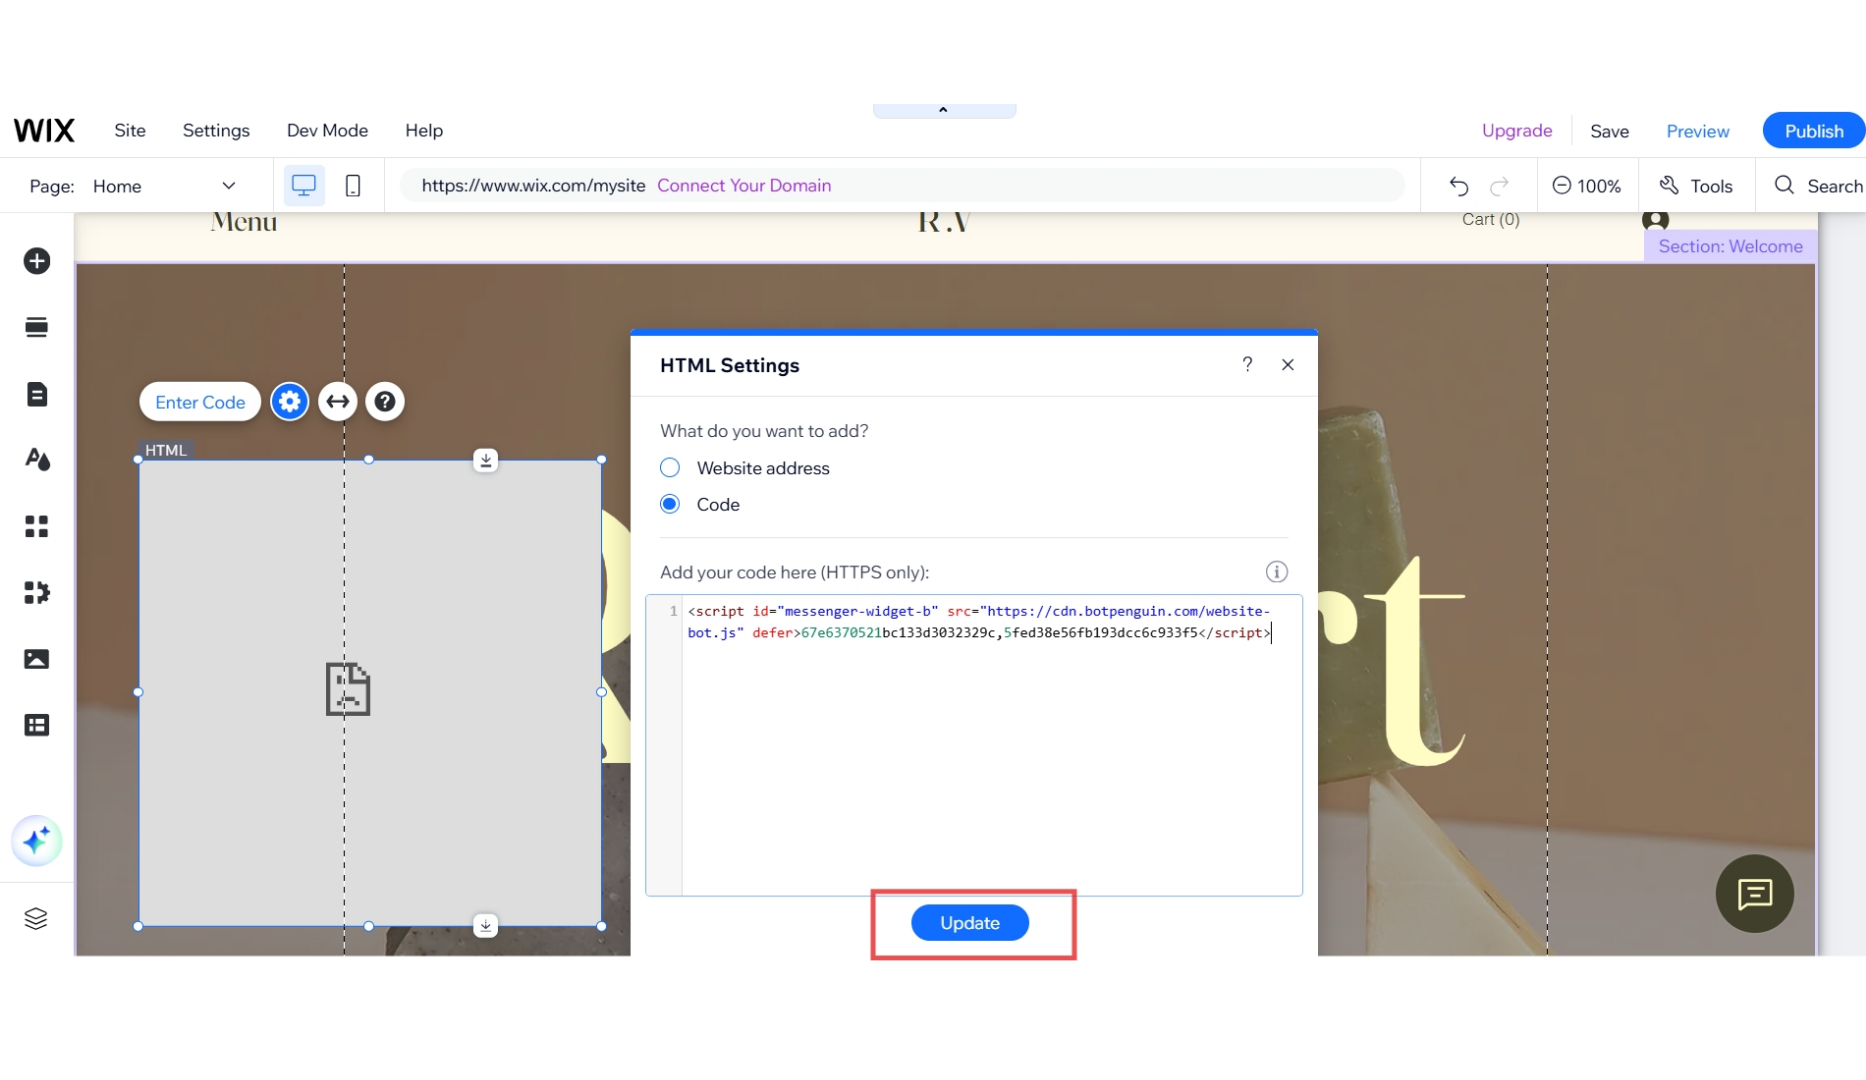 WIX Site Settings Dev Mode Help Upgrade Save Preview Publish
Page: Home https://www.wix.com/mysite Connect Your Domain 100% Tools Search
Menu R.V Cart (0)
Section: Welcome
HTML Settings ?
Enter Code
What do you want to add?
HTML
Website address
Code
Add your code here (HTTPS only):
1 <script id="messenger-widget-b" src="https://cdn.botpenguin.com/website-
bot.js" defer>67e6370521bc133d3032329c,5fed38e56fb193dcc6c933f5</script>
rt
Update